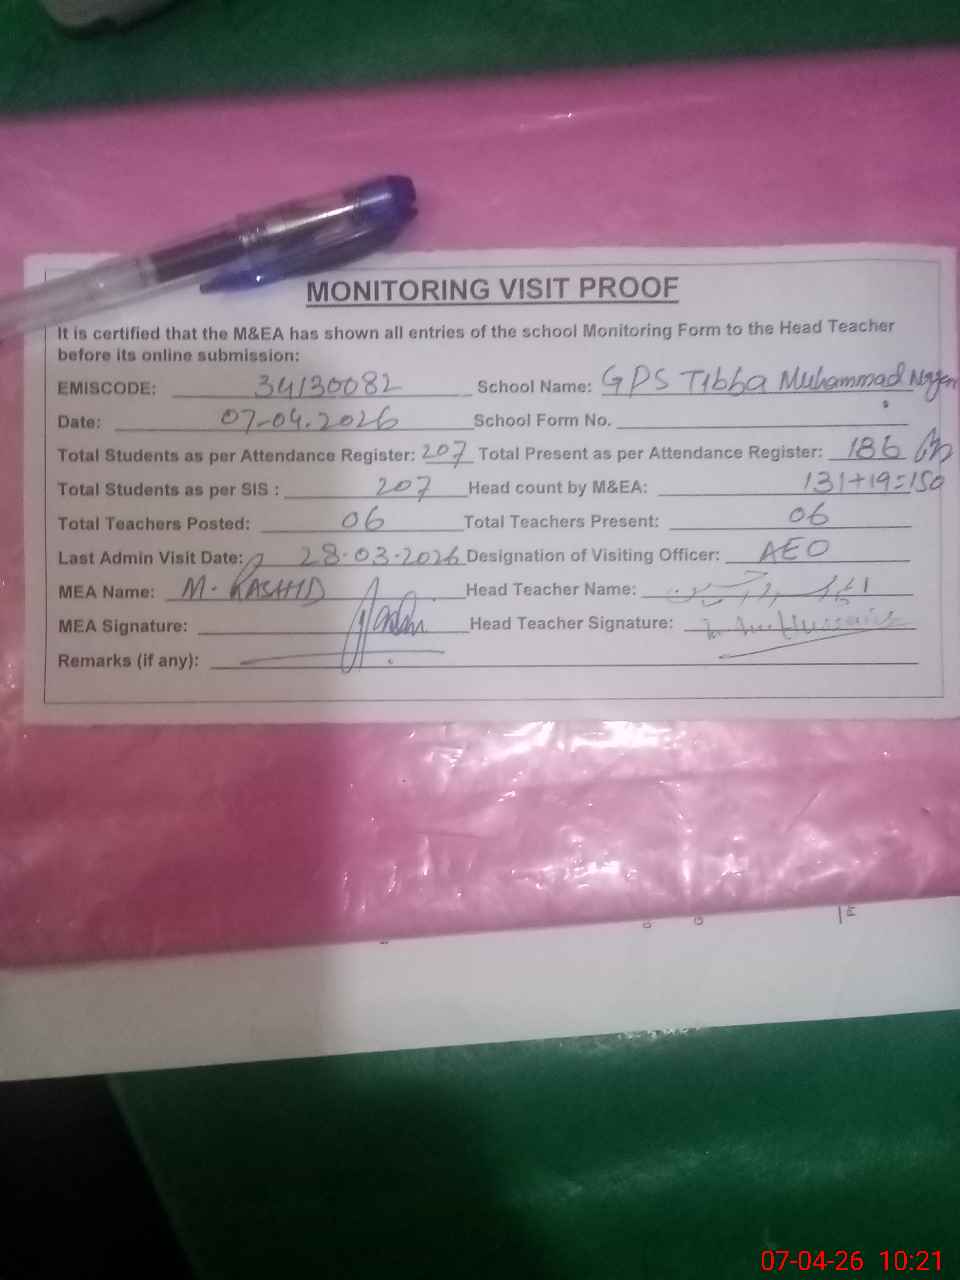 MONITORING VISIT PROOF
It is certified that the M&EA has shown all entries of the school Monitoring Form to the Head Teacher
before its online submission:
EMISCODE: 34130082 School Name: GPS Tibba Muhammad
Date: 07-04.2026 School Form No.
Total Students as per Attendance Register: 207 Total Present as per Attendance Register: 186
Total Students as per SIS : 207 Head count by M&EA: 131+19=150
Total Teachers Posted: 06 Total Teachers Present: 06
Last Admin Visit Date: 28-03-2026 Designation of Visiting Officer: AEO
MEA Name: M. RASHID Head Teacher Name:
MEA Signature: Head Teacher Signature: Hussain
Remarks (if any):
07-04-26 10:21